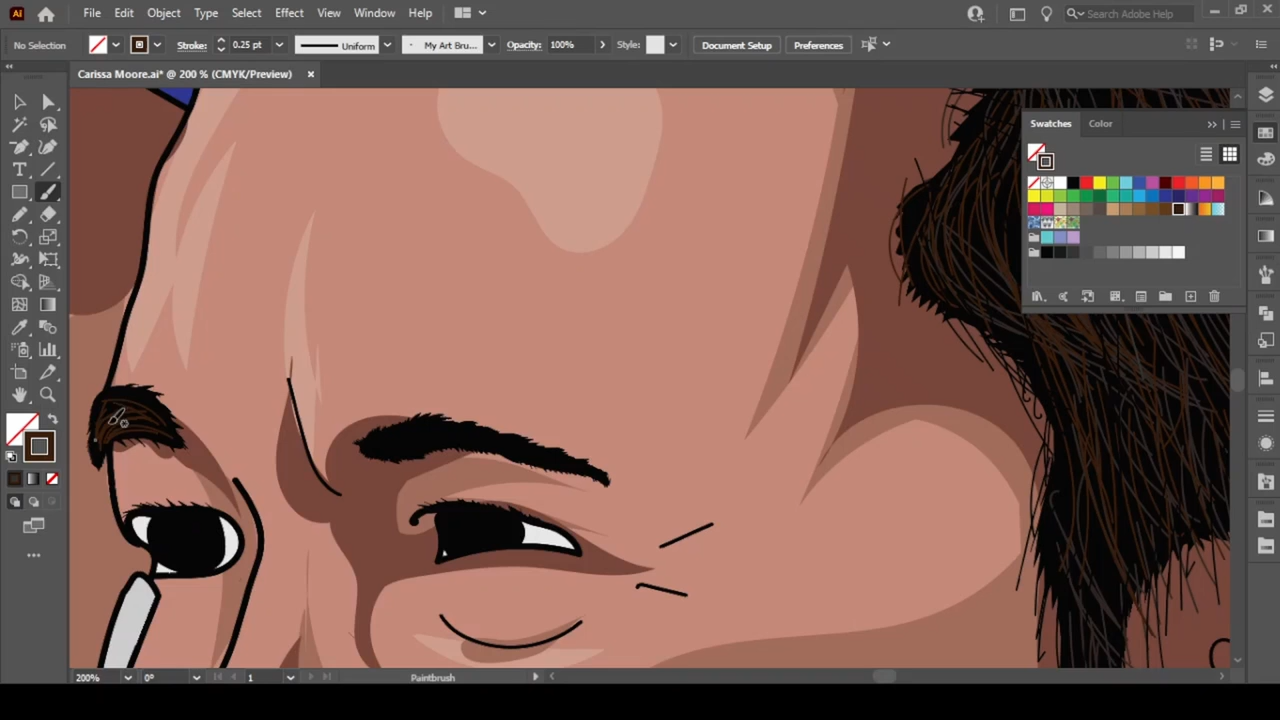 Ai File Edit Object Type Select Effect View Window Help Search Adobe Help
No Selection Stroke: 0.25 pt Uniform My Art Bru... Opacity: 100% Style: Document Setup Preferences
Carissa Moore.ai* @ 200 % (CMYK/Preview)
Swatches Color
200% 0° 1 Paintbrush